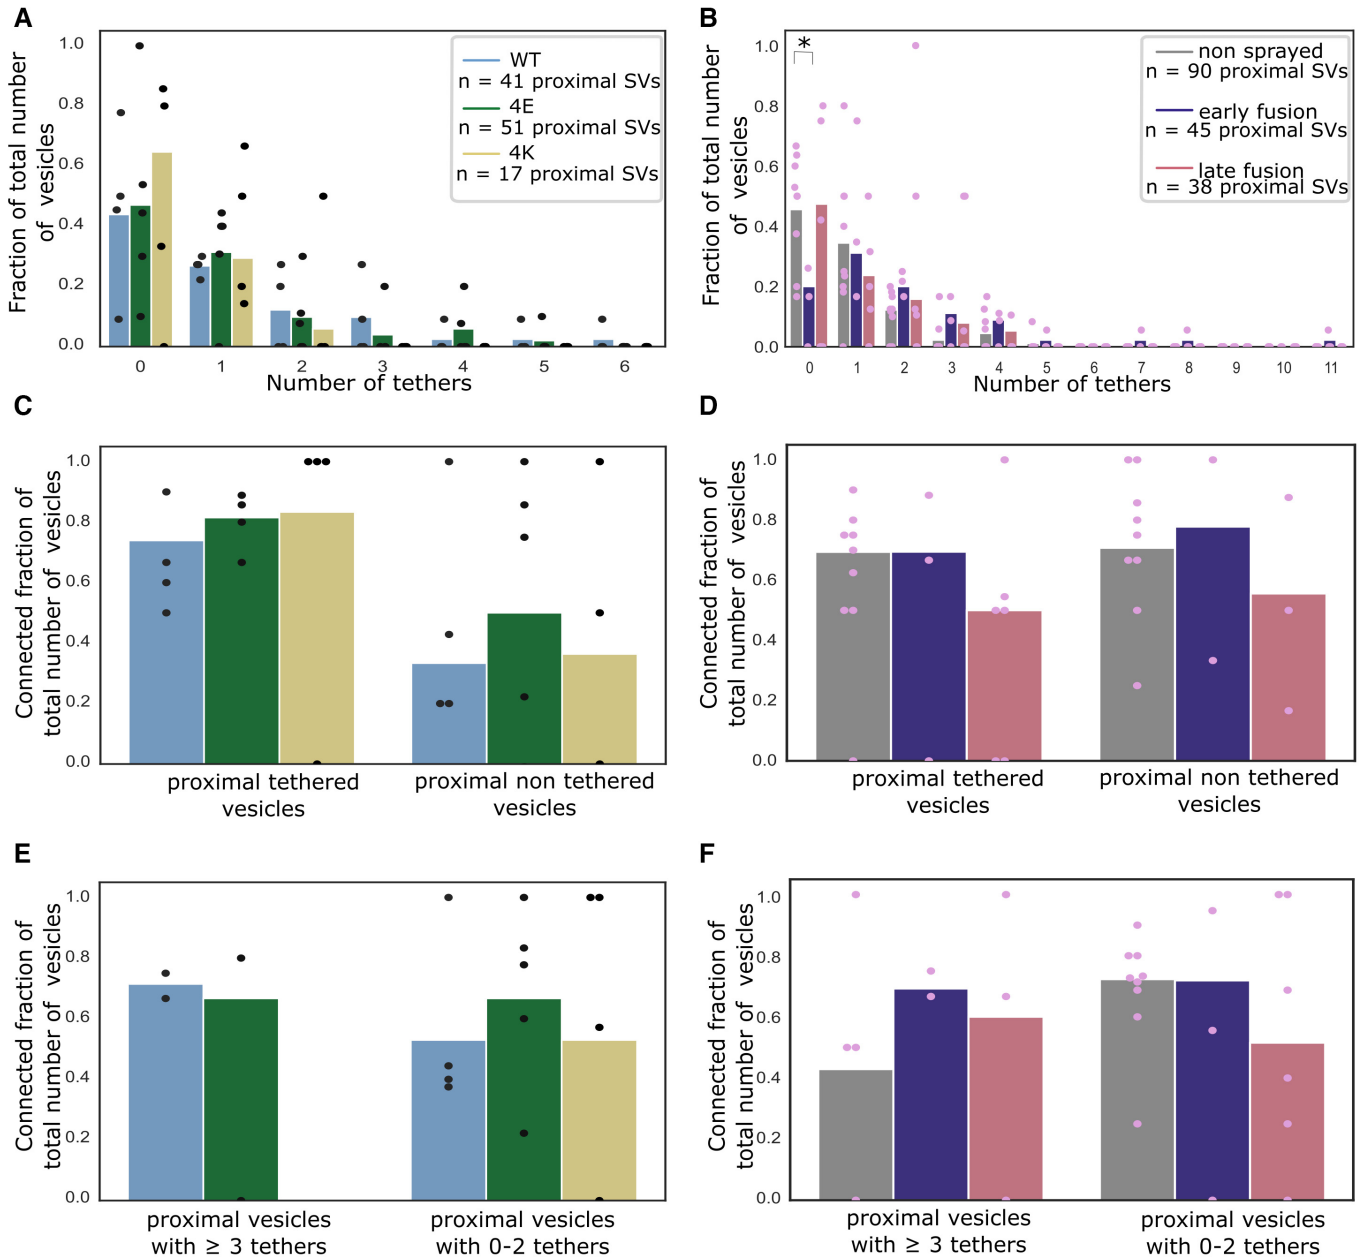 A
Fraction of total number
of vesicles
1.0
0.8
0.6
0.4
0.2
0.0
WT
n = 41 proximal SVs
4E
n = 51 proximal SVs
4K
n = 17 proximal SVs
0 1 2 3 4 5 6
Number of tethers
B
Fraction of total number
of vesicles
1.0
0.8
0.6
0.4
0.2
0.0
*
non sprayed
n = 90 proximal SVs
early fusion
n = 45 proximal SVs
late fusion
n = 38 proximal SVs
0 1 2 3 4 5 6 7 8 9 10 11
Number of tethers
C
Connected fraction of
total number of vesicles
1.0
0.8
0.6
0.4
0.2
0.0
proximal tethered
vesicles
proximal non tethered
vesicles
D
Connected fraction of
total number of vesicles
1.0
0.8
0.6
0.4
0.2
0.0
proximal tethered
vesicles
proximal non tethered
vesicles
E
Connected fraction of
total number of vesicles
1.0
0.8
0.6
0.4
0.2
0.0
proximal vesicles
with ≥ 3 tethers
proximal vesicles
with 0-2 tethers
F
Connected fraction of
total number of vesicles
1.0
0.8
0.6
0.4
0.2
0.0
proximal vesicles
with ≥ 3 tethers
proximal vesicles
with 0-2 tethers